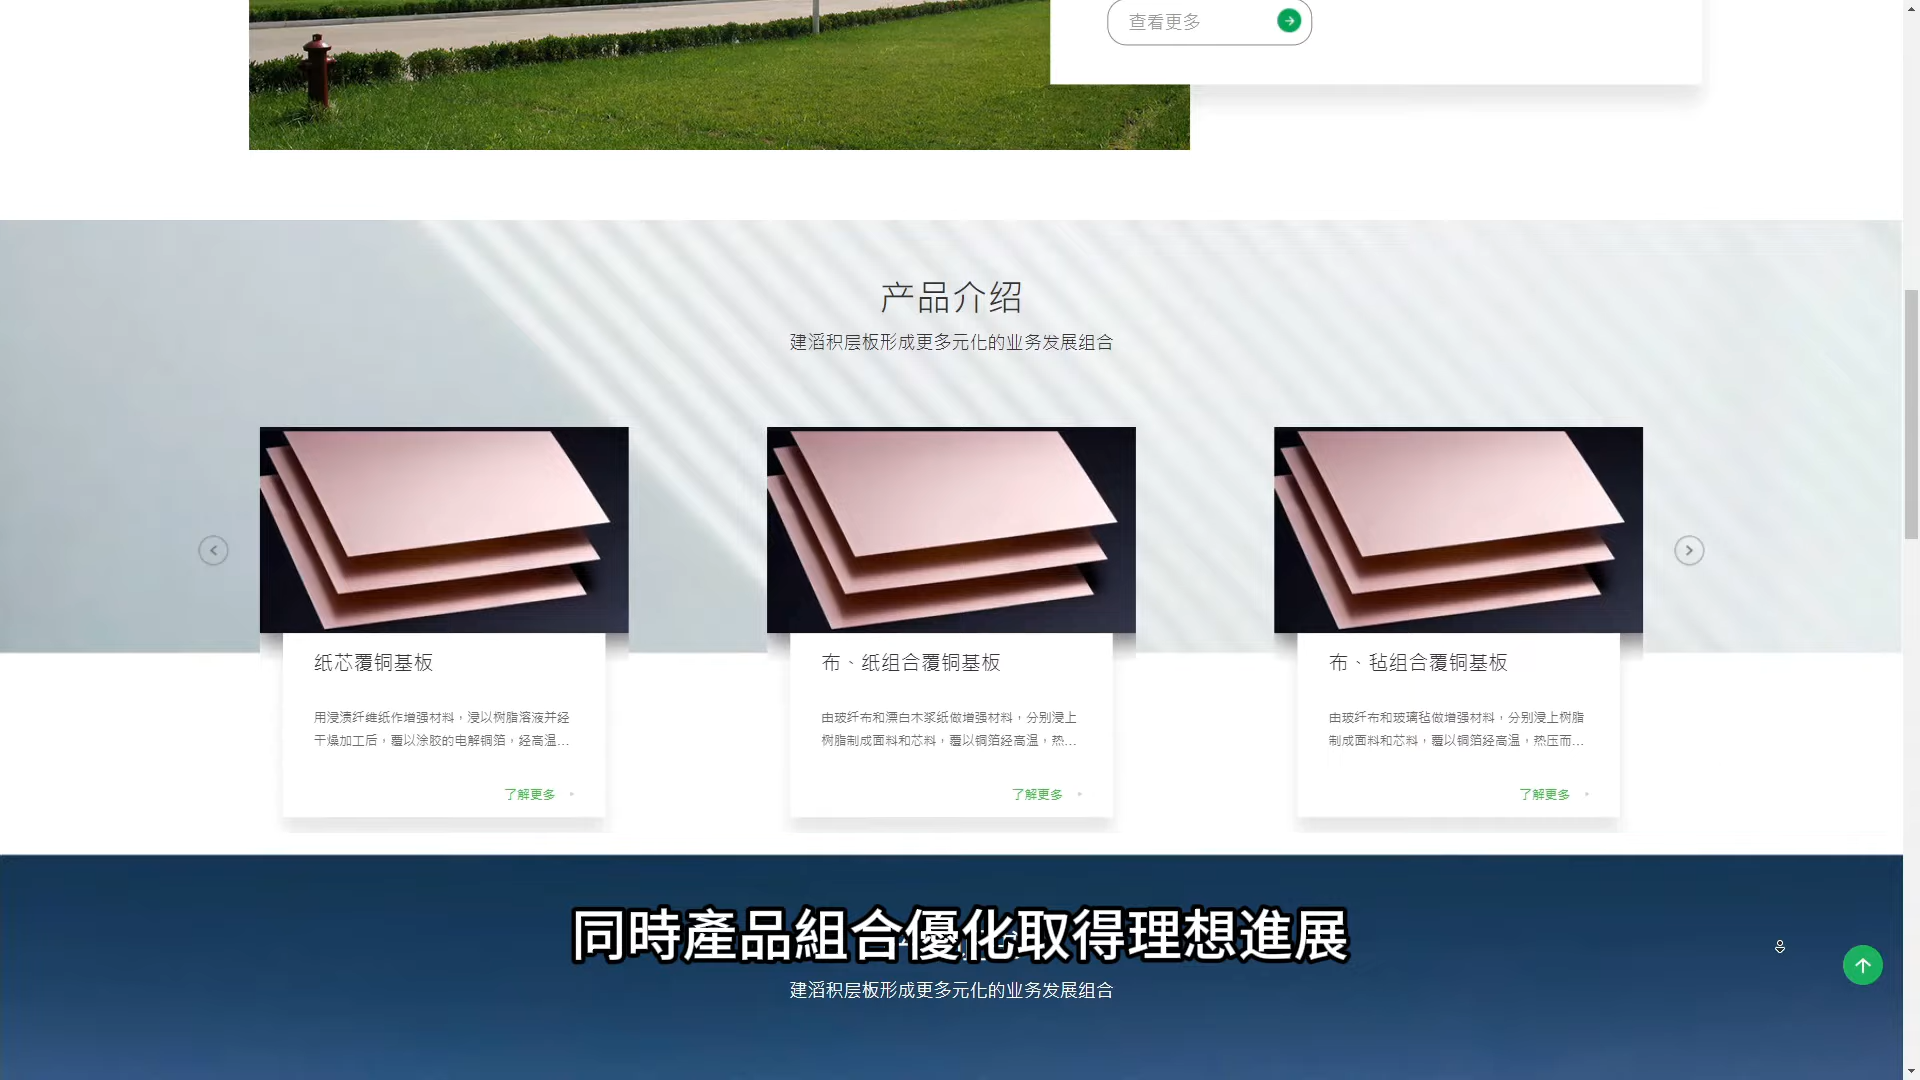 查看更多
产品介绍
建滔积层板形成更多元化的业务发展组合
纸芯覆铜基板
用浸渍纤维纸作增强材料，浸以树脂溶液并经
干燥加工后，覆以涂胶的电解铜箔，经高温...
了解更多
布、纸组合覆铜基板
由玻纤布和漂白木浆纸做增强材料，分别浸上
树脂制成面料和芯料，覆以铜箔经高温，热...
了解更多
布、毡组合覆铜基板
由玻纤布和玻璃毡做增强材料，分别浸上树脂
制成面料和芯料，覆以铜箔经高温，热压而...
了解更多
同時產品組合優化取得理想進展
建滔积层板形成更多元化的业务发展组合